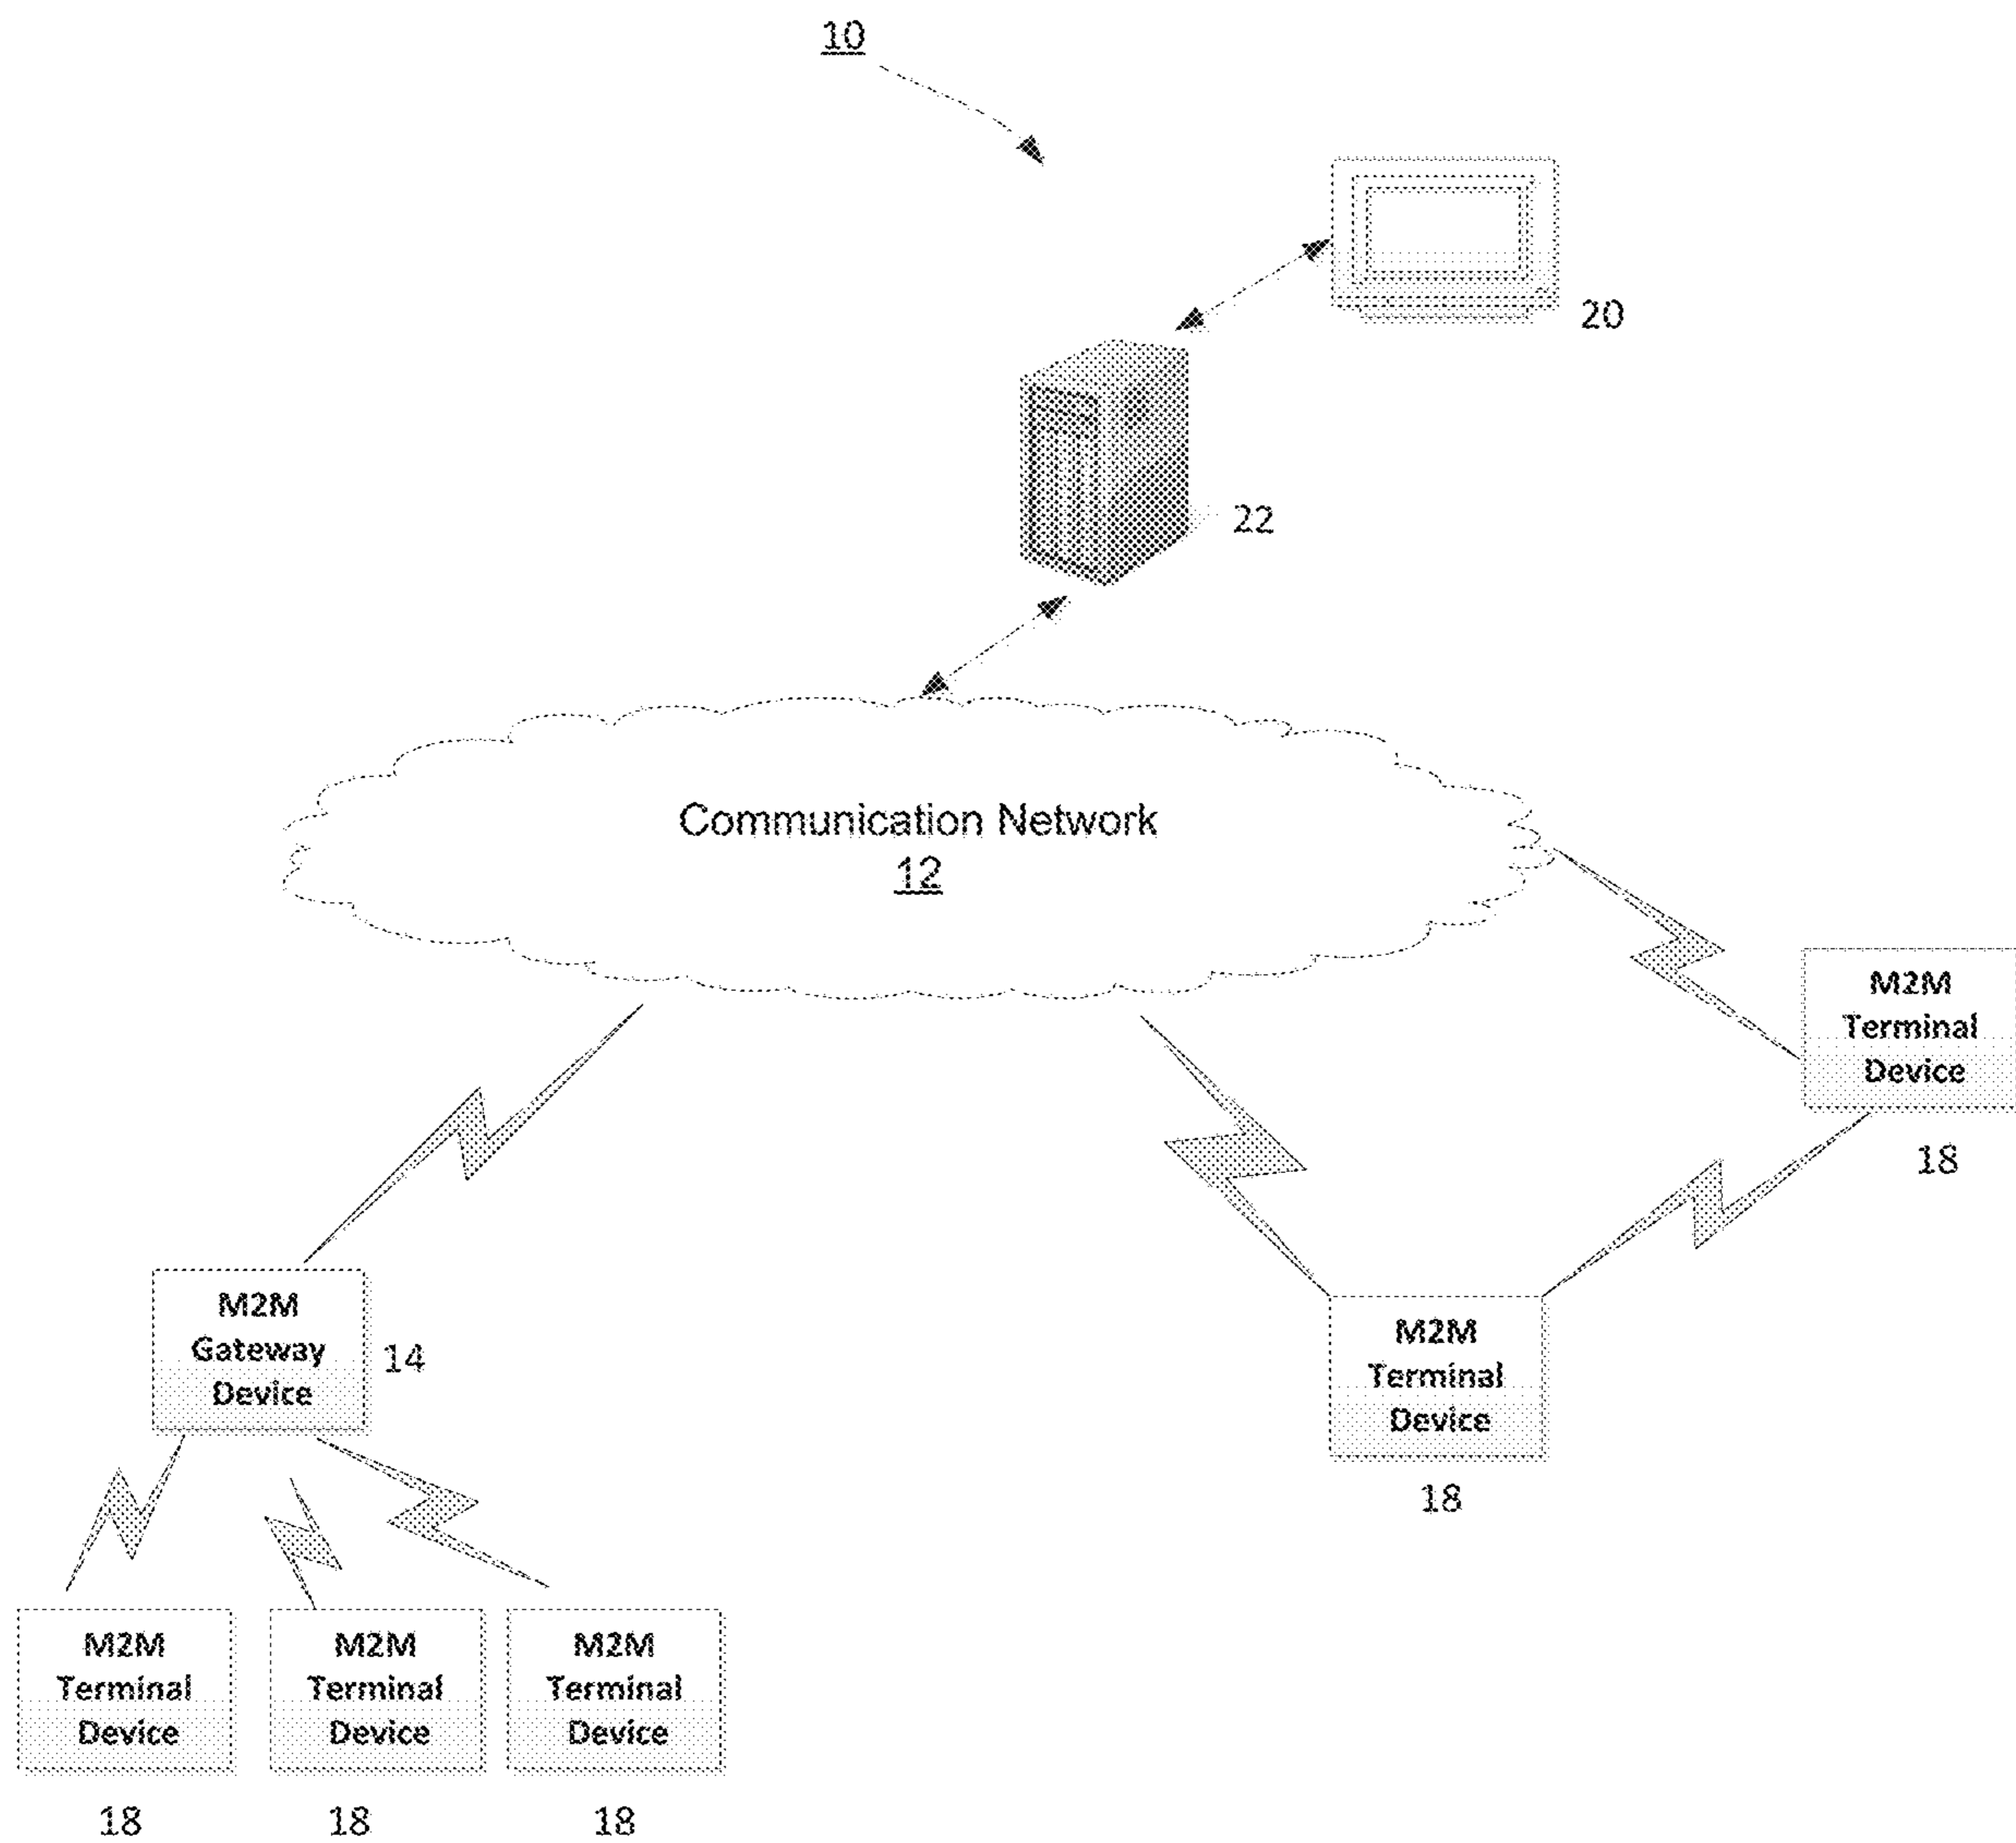 10
20
22
Communication Network
12
M2M
Terminal
Device
18
M2M
Gateway
Device
14
M2M
Terminal
Device
18
M2M
Terminal
Device
18
M2M
Terminal
Device
18
M2M
Terminal
Device
18